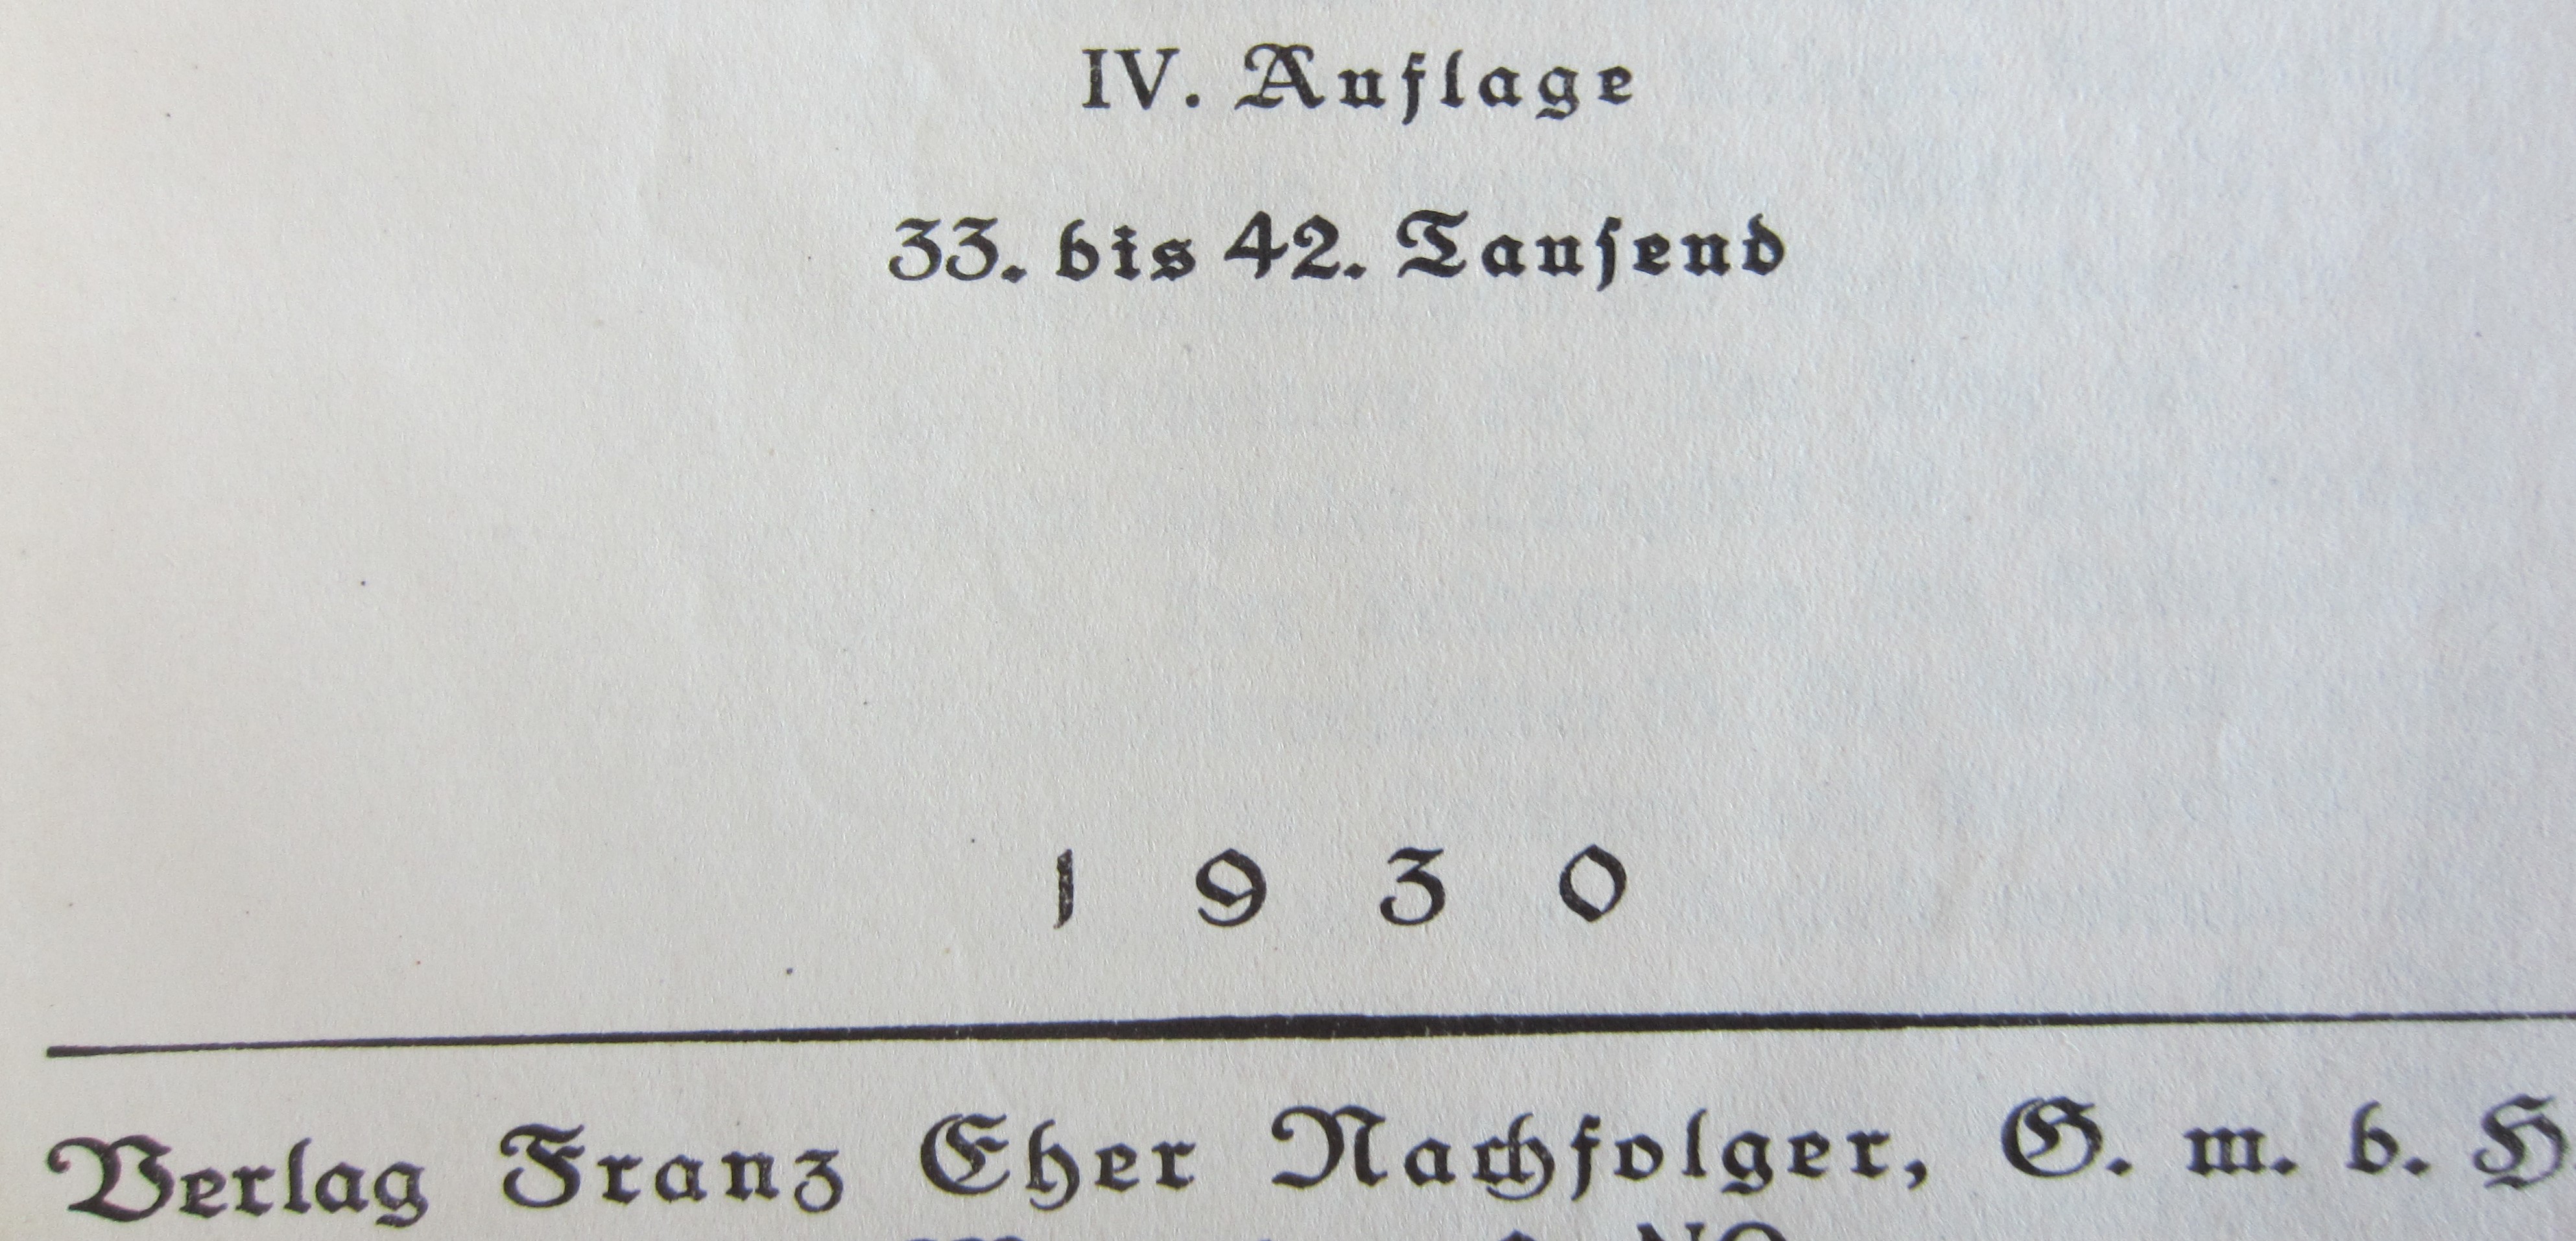 IV. Auflage
33. bis 42. Tausend
1 9 3 0
Verlag Franz Eher Nachfolger, G. m. b. H